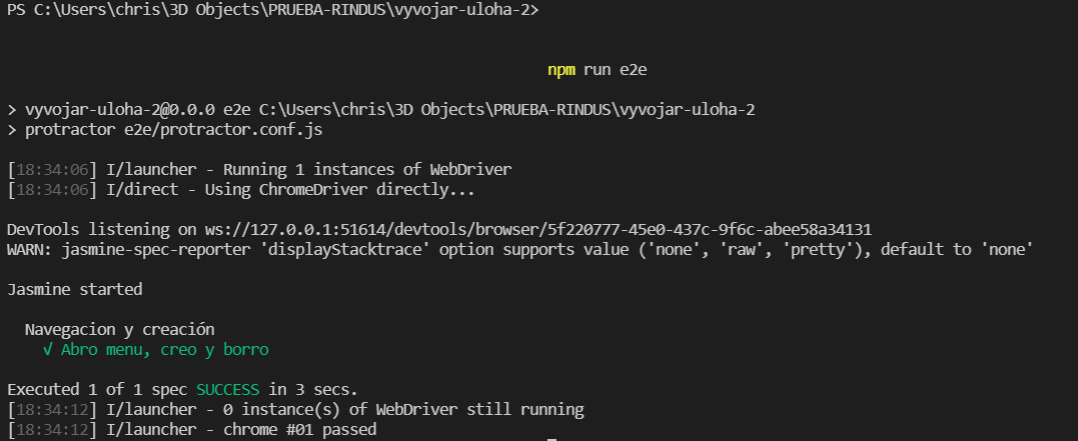 PS C:\Users\chris\3D Objects\PRUEBA-RINDUS\vyvojar-uloha-2>
npm run e2e
> vyvojar-uloha-2@0.0.0 e2e C:\Users\chris\3D Objects\PRUEBA-RINDUS\vyvojar-uloha-2
> protractor e2e/protractor.conf.js
[18:34:06] I/launcher - Running 1 instances of WebDriver
[18:34:06] I/direct - Using ChromeDriver directly...
DevTools listening on ws://127.0.0.1:51614/devtools/browser/5f220777-45e0-437c-9f6c-abee58a34131
WARN: jasmine-spec-reporter 'displayStacktrace' option supports value ('none', 'raw', 'pretty'), default to 'none'
Jasmine started
Navegacion y creación
√ Abro menu, creo y borro
Executed 1 of 1 spec SUCCESS in 3 secs.
[18:34:12] I/launcher - 0 instance(s) of WebDriver still running
[18:34:12] I/launcher - chrome #01 passed